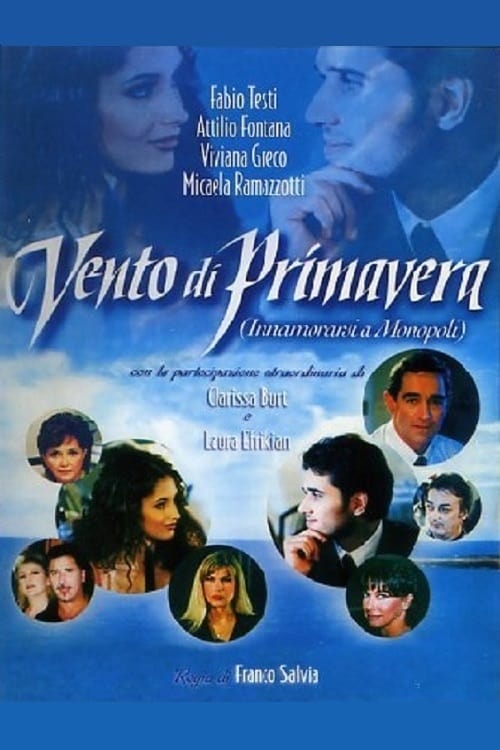 Fabio Testi
Attilio Fontana
Viviana Greco
Micaela Ramazzotti
Vento di Primavera
(Innamorarsi a Monopoli)
con la partecipazione straordinaria di
Clarissa Burt
e
Laura Efrikian
Regia di Franco Salvia